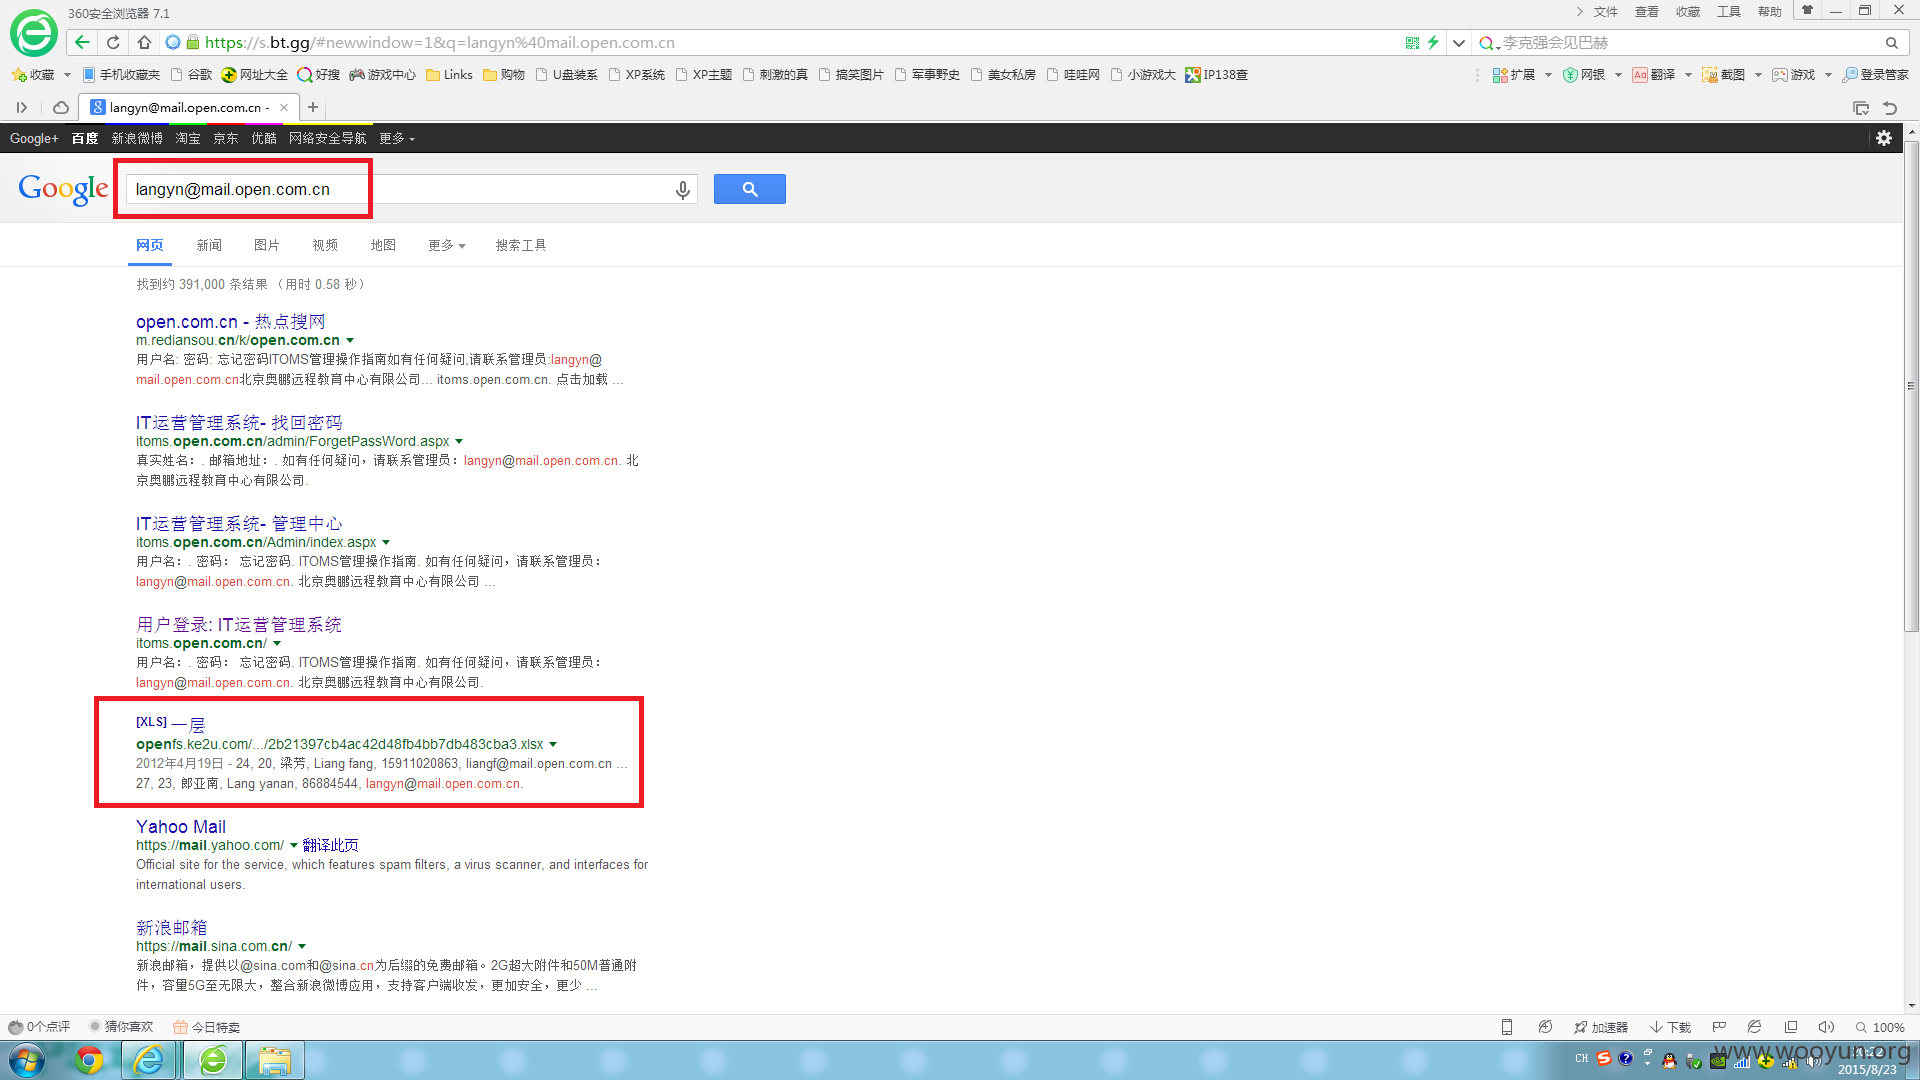 360安全浏览器 7.1
文件 查看 收藏 工具 帮助
https://s.bt.gg/#newwindow=1&q=langyn%40mail.open.com.cn
李克强会见巴赫
收藏 手机收藏夹 谷歌 网址大全 好搜 游戏中心 Links 购物 U盘装系 XP系统 XP主题 刺激的真 搞笑图片 军事野史 美女私房 哇哇网 小游戏大 IP138查 扩展 网银 翻译 截图 游戏 登录管家
langyn@mail.open.com.cn -
Google+ 百度 新浪微博 淘宝 京东 优酷 网络安全导航 更多
Google langyn@mail.open.com.cn
网页 新闻 图片 视频 地图 更多 搜索工具
找到约 391,000 条结果 （用时 0.58 秒）
open.com.cn - 热点搜网
m.rediansou.cn/k/open.com.cn
用户名: 密码: 忘记密码ITOMS管理操作指南如有任何疑问,请联系管理员:langyn@
mail.open.com.cn北京奥鹏远程教育中心有限公司... itoms.open.com.cn. 点击加载 ...
IT运营管理系统- 找回密码
itoms.open.com.cn/admin/ForgetPassWord.aspx
真实姓名：. 邮箱地址：. 如有任何疑问，请联系管理员：langyn@mail.open.com.cn. 北
京奥鹏远程教育中心有限公司.
IT运营管理系统- 管理中心
itoms.open.com.cn/Admin/index.aspx
用户名：. 密码： 忘记密码. ITOMS管理操作指南. 如有任何疑问，请联系管理员：
langyn@mail.open.com.cn. 北京奥鹏远程教育中心有限公司 ...
用户登录: IT运营管理系统
itoms.open.com.cn/
用户名：. 密码： 忘记密码. ITOMS管理操作指南. 如有任何疑问，请联系管理员：
langyn@mail.open.com.cn. 北京奥鹏远程教育中心有限公司.
[XLS] 一层
openfs.ke2u.com/.../2b21397cb4ac42d48fb4bb7db483cba3.xlsx
2012年4月19日 - 24, 20, 梁芳, Liang fang, 15911020863, liangf@mail.open.com.cn ...
27, 23, 郎亚南, Lang yanan, 86884544, langyn@mail.open.com.cn.
Yahoo Mail
https://mail.yahoo.com/ 翻译此页
Official site for the service, which features spam filters, a virus scanner, and interfaces for
international users.
新浪邮箱
https://mail.sina.com.cn/
新浪邮箱，提供以@sina.com和@sina.cn为后缀的免费邮箱。2G超大附件和50M普通附
件，容量5G至无限大，整合新浪微博应用，支持客户端收发，更加安全，更少 ...
0个点评 猜你喜欢 今日特卖 加速器 下载 100%
CH
www.wooyun.org
2015/8/23